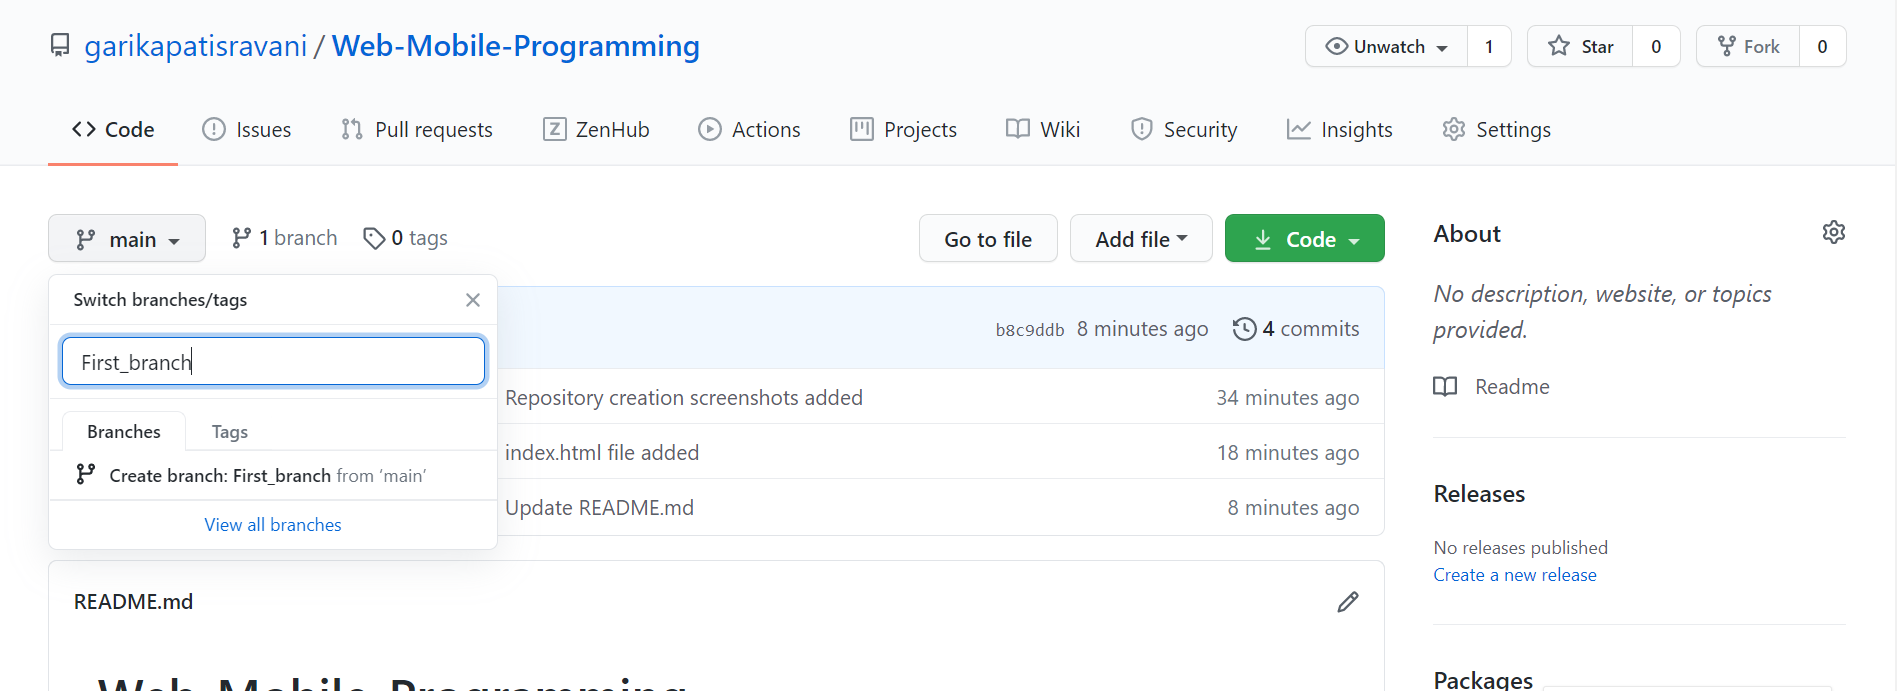 garikapatisravani / Web-Mobile-Programming
Unwatch 1 Star 0 Fork 0
Code Issues Pull requests ZenHub Actions Projects Wiki Security Insights Settings
main 1 branch 0 tags Go to file Add file Code
Switch branches/tags
First_branch
Branches Tags
Create branch: First_branch from ‘main’
View all branches
b8c9ddb 8 minutes ago 4 commits
Repository creation screenshots added 34 minutes ago
index.html file added 18 minutes ago
Update README.md 8 minutes ago
README.md
Web-Mobile-Programming
About
No description, website, or topics
provided.
Readme
Releases
No releases published
Create a new release
Packages